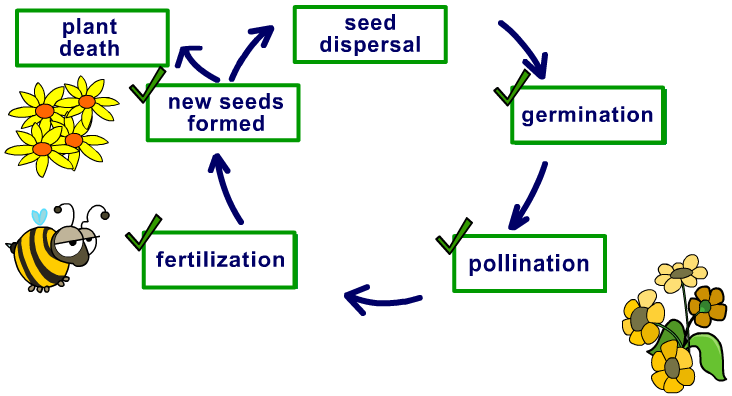 plant
death
seed
dispersal
new seeds
formed
germination
fertilization
pollination